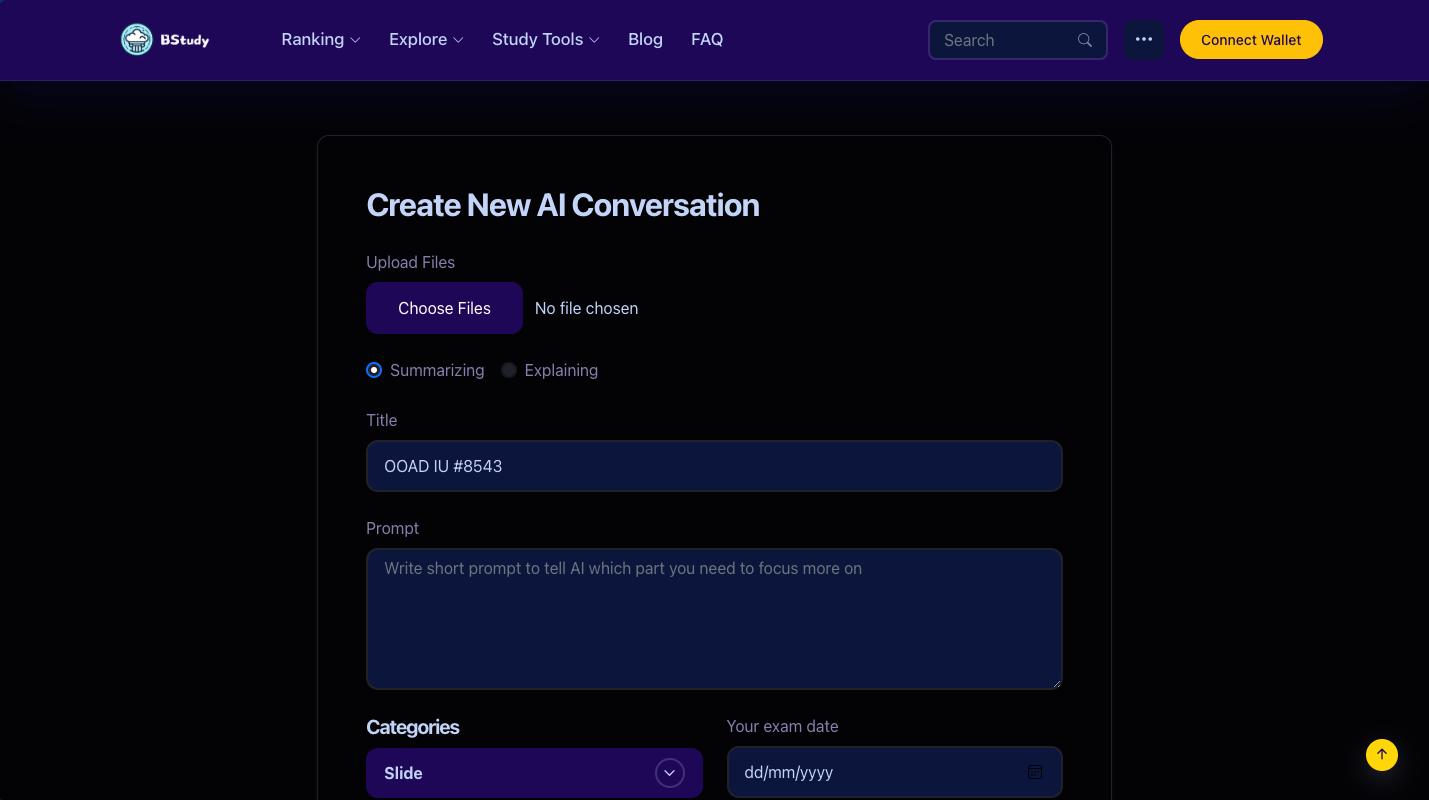 BStudy Ranking Explore Study Tools Blog FAQ Search Connect Wallet
Create New AI Conversation
Upload Files
Choose Files No file chosen
Summarizing Explaining
Title
OOAD IU #8543
Prompt
Write short prompt to tell AI which part you need to focus more on
Categories Your exam date
Slide dd/mm/yyyy